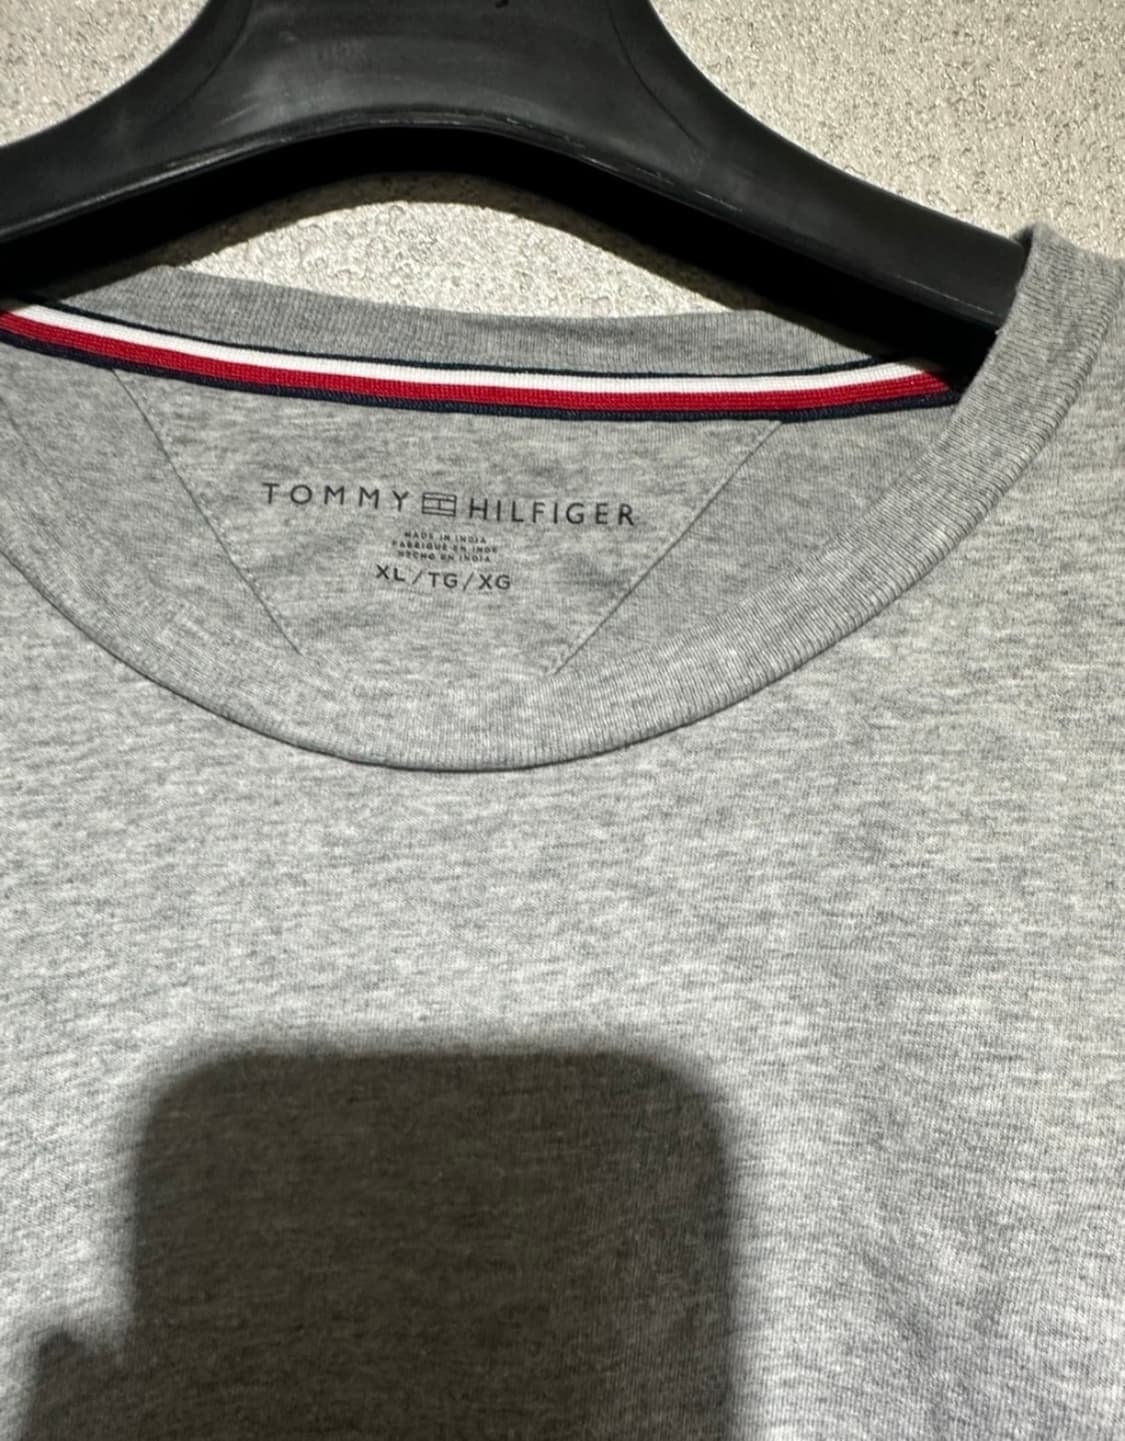 TOMMY HILFIGER
MADE IN INDIA
FABRIQUÉ EN INDE
HECHO EN INDIA
XL/TG/XG